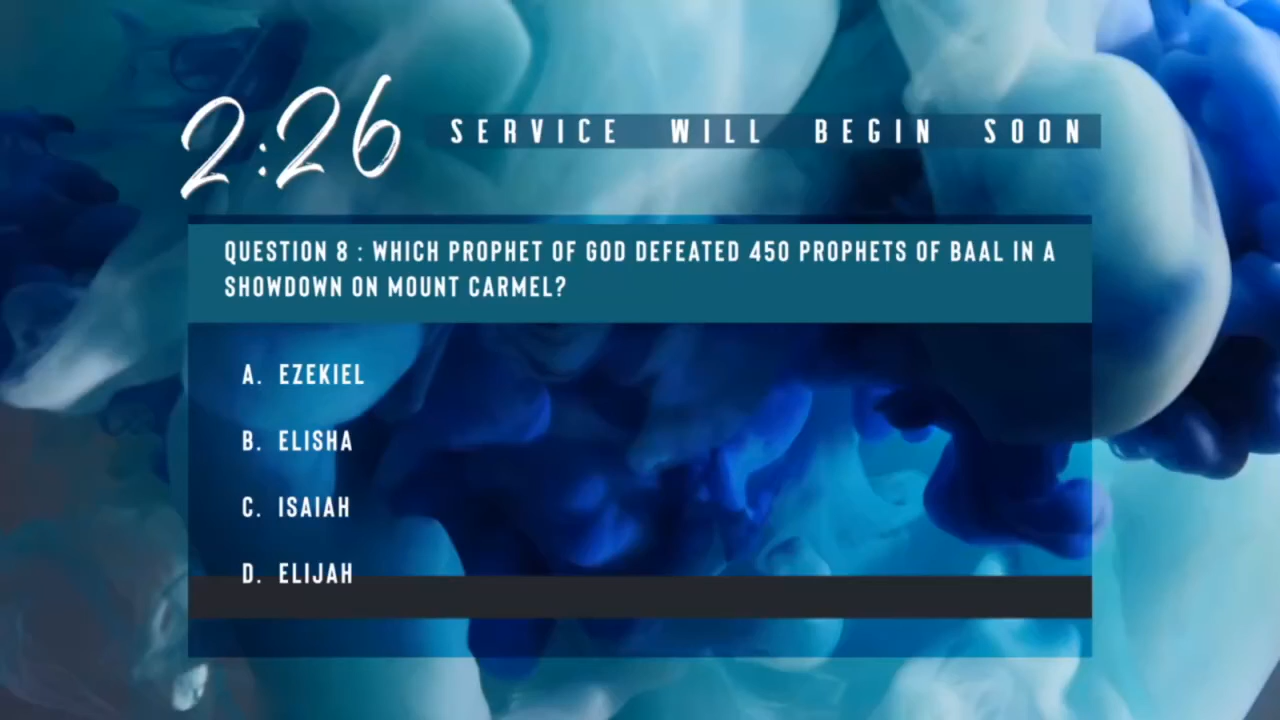 2:26 SERVICE WILL BEGIN SOON
QUESTION 8 : WHICH PROPHET OF GOD DEFEATED 450 PROPHETS OF BAAL IN A
SHOWDOWN ON MOUNT CARMEL?
A. EZEKIEL
B. ELISHA
C. ISAIAH
D. ELIJAH